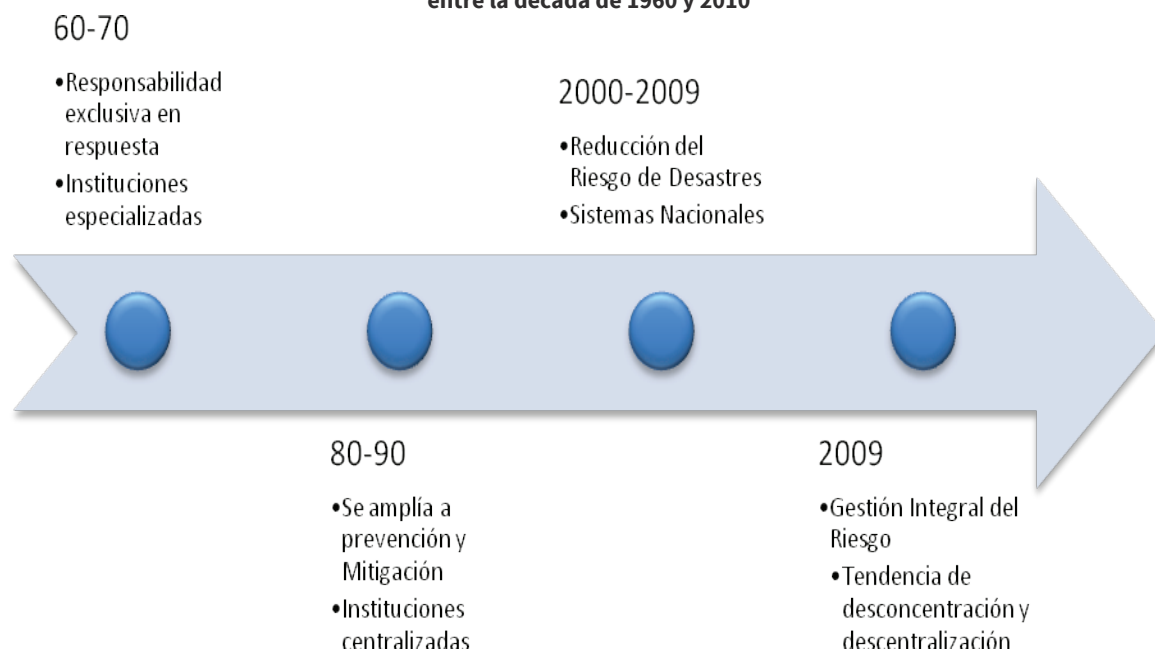 entre la década de 1960 y 2010
60-70
•Responsabilidad
exclusiva en
respuesta
•Instituciones
especializadas
2000-2009
•Reducción del
Riesgo de Desastres
•Sistemas Nacionales
80-90
•Se amplía a
prevención y
Mitigación
•Instituciones
centralizadas
2009
•Gestión Integral del
Riesgo
•Tendencia de
desconcentración y
descentralización